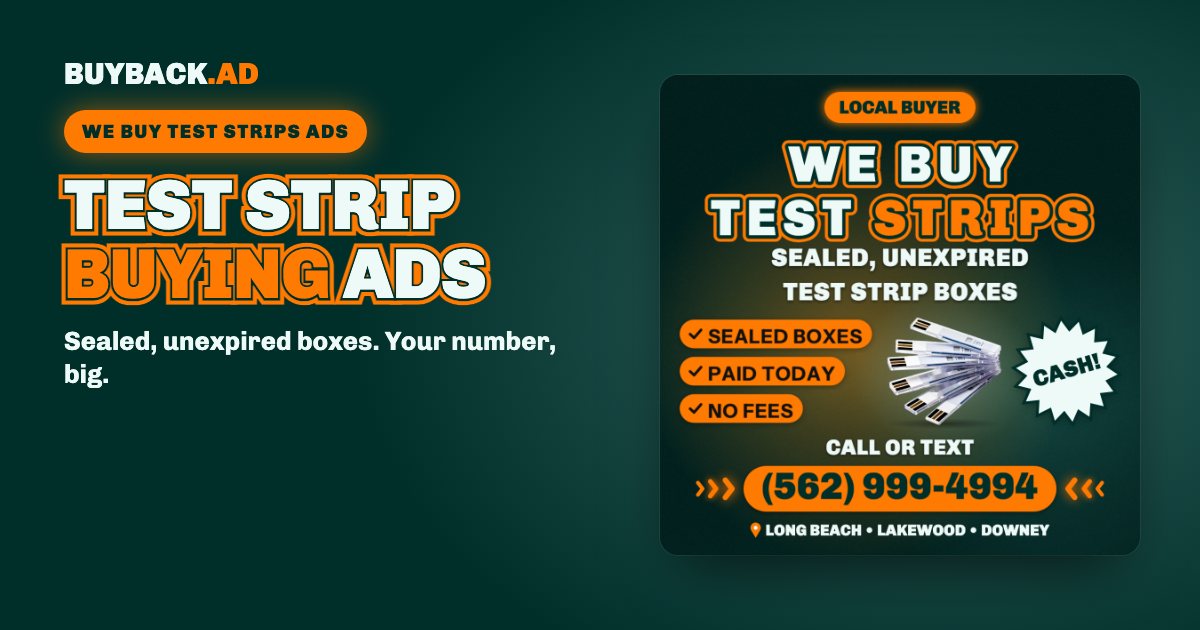 BUYBACK.AD
WE BUY TEST STRIPS ADS
TEST STRIP
BUYING ADS
Sealed, unexpired boxes. Your number,
big.
LOCAL BUYER
WE BUY
TEST STRIPS
SEALED, UNEXPIRED
TEST STRIP BOXES
SEALED BOXES
PAID TODAY
NO FEES
CASH!
CALL OR TEXT
(562) 999-4994
LONG BEACH • LAKEWOOD • DOWNEY